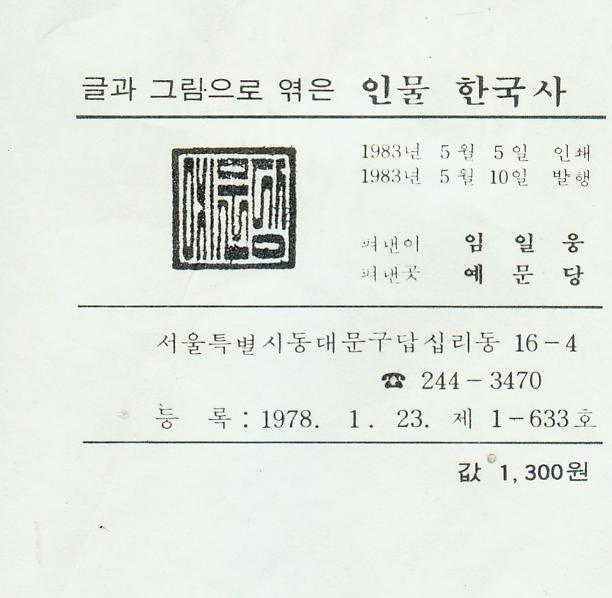 글과 그림으로 엮은 인물 한국사
1983년 5월 5일 인쇄
1983년 5월 10일 발행
펴낸이 임 일 웅
펴낸곳 예 문 당
서울특별시동대문구답십리동 16-4
☎ 244-3470
등 록: 1978. 1. 23. 제 1-633호
값 1,300원